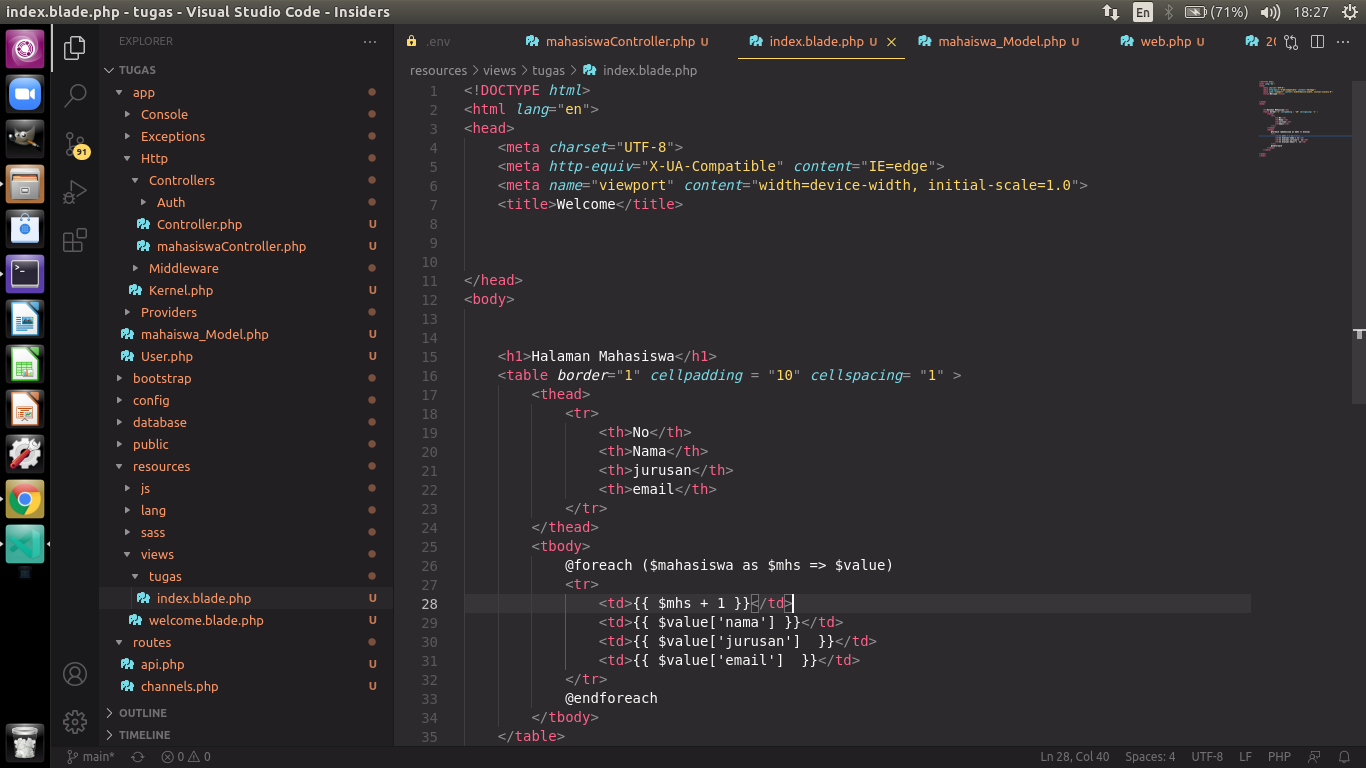 index.blade.php - tugas - Visual Studio Code - Insiders
En
(71%)
18:27
EXPLORER
TUGAS
app
Console
Exceptions
Http
Controllers
Auth
Controller.php U
mahasiswaController.php U
Middleware
Kernel.php U
Providers
mahaiswa_Model.php U
User.php U
bootstrap
config
database
public
resources
js
lang
sass
views
tugas
index.blade.php U
welcome.blade.php U
routes
api.php U
channels.php U
OUTLINE
TIMELINE
91
.env
mahasiswaController.php U
index.blade.php U
mahaiswa_Model.php U
web.php U
20
resources > views > tugas > index.blade.php
1 <!DOCTYPE html>
2 <html lang="en">
3 <head>
4 <meta charset="UTF-8">
5 <meta http-equiv="X-UA-Compatible" content="IE=edge">
6 <meta name="viewport" content="width=device-width, initial-scale=1.0">
7 <title>Welcome</title>
8
9
10
11 </head>
12 <body>
13
14
15 <h1>Halaman Mahasiswa</h1>
16 <table border="1" cellpadding = "10" cellspacing= "1" >
17 <thead>
18 <tr>
19 <th>No</th>
20 <th>Nama</th>
21 <th>jurusan</th>
22 <th>email</th>
23 </tr>
24 </thead>
25 <tbody>
26 @foreach ($mahasiswa as $mhs => $value)
27 <tr>
28 <td>{{ $mhs + 1 }}</td>
29 <td>{{ $value['nama'] }}</td>
30 <td>{{ $value['jurusan']  }}</td>
31 <td>{{ $value['email']  }}</td>
32 </tr>
33 @endforeach
34 </tbody>
35 </table>
main*
0 0
Ln 28, Col 40
Spaces: 4
UTF-8
LF
PHP